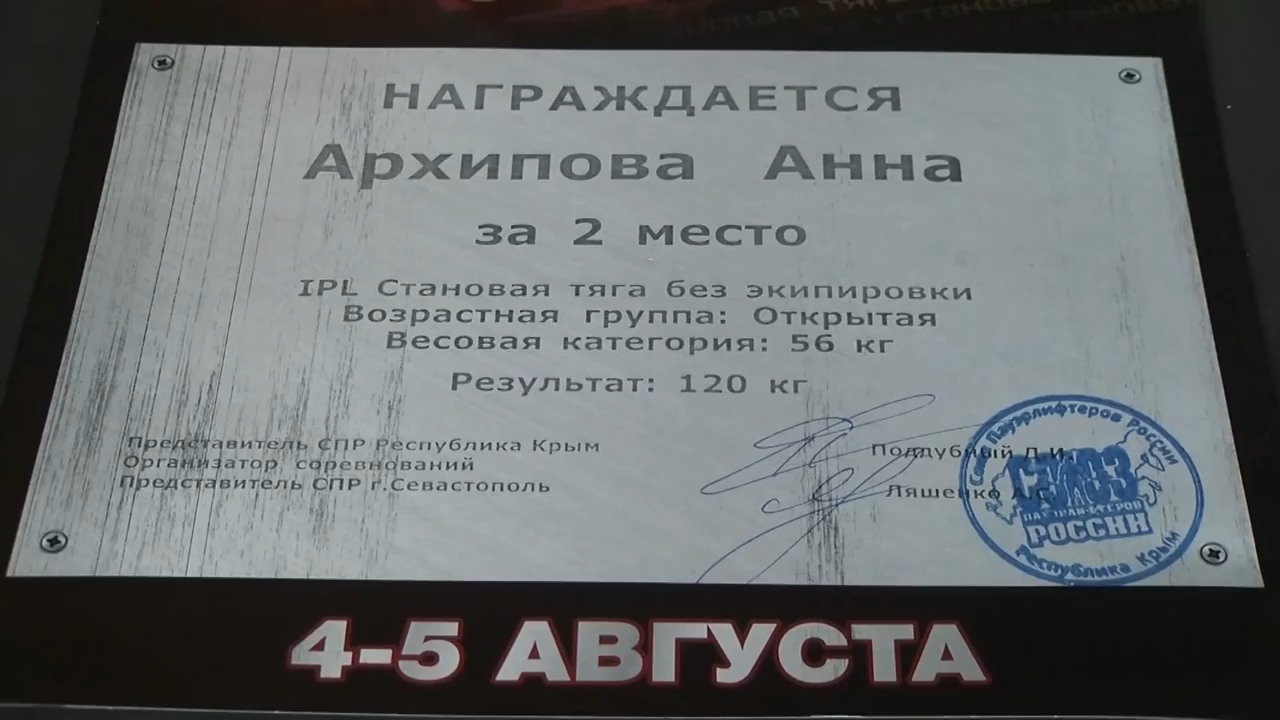 НАГРАЖДАЕТСЯ
Архипова Анна
за 2 место
IPL Становая тяга без экипировки
Возрастная группа: Открытая
Весовая категория: 56 кг
Результат: 120 кг
Представитель СПР Республика Крым
Поддубный Д.И.
Организатор соревнований
Представитель СПР г.Севастополь
Ляшенко А.С.
Союз Пауэрлифтеров России
СОЮЗ
ПАУЭРЛИФТЕРОВ
РОССИИ
Республика Крым
4-5 АВГУСТА